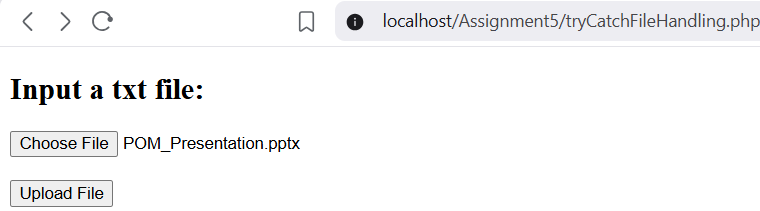 localhost/Assignment5/tryCatchFileHandling.php
Input a txt file:
Choose File POM_Presentation.pptx
Upload File